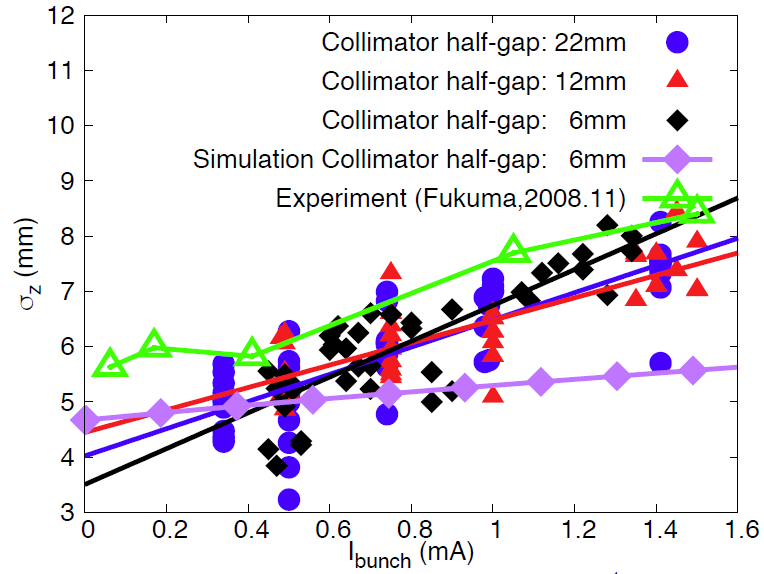 12
11
10
9
8
7
6
5
4
3
σz (mm)
Collimator half-gap: 22mm
Collimator half-gap: 12mm
Collimator half-gap: 6mm
Simulation Collimator half-gap: 6mm
Experiment (Fukuma,2008.11)
0 0.2 0.4 0.6 0.8 1 1.2 1.4 1.6
Ibunch (mA)